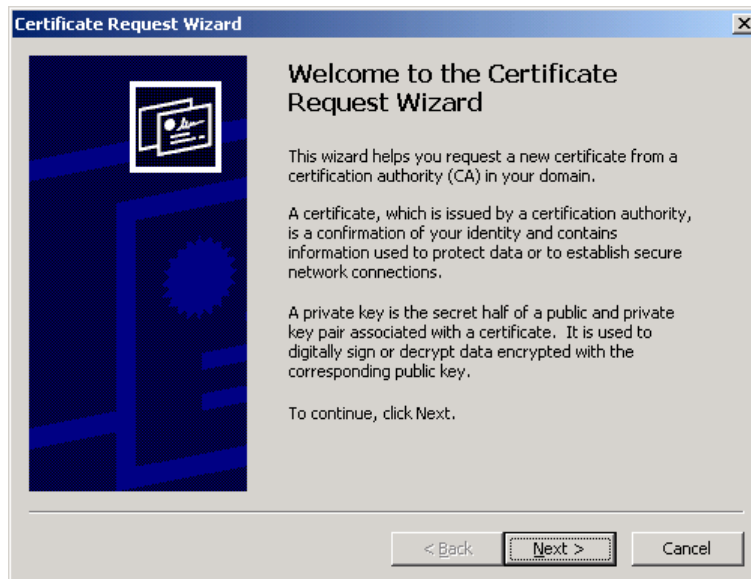 Certificate Request Wizard
Welcome to the Certificate
Request Wizard
This wizard helps you request a new certificate from a
certification authority (CA) in your domain.
A certificate, which is issued by a certification authority,
is a confirmation of your identity and contains
information used to protect data or to establish secure
network connections.
A private key is the secret half of a public and private
key pair associated with a certificate.  It is used to
digitally sign or decrypt data encrypted with the
corresponding public key.
To continue, click Next.
< Back
Next >
Cancel